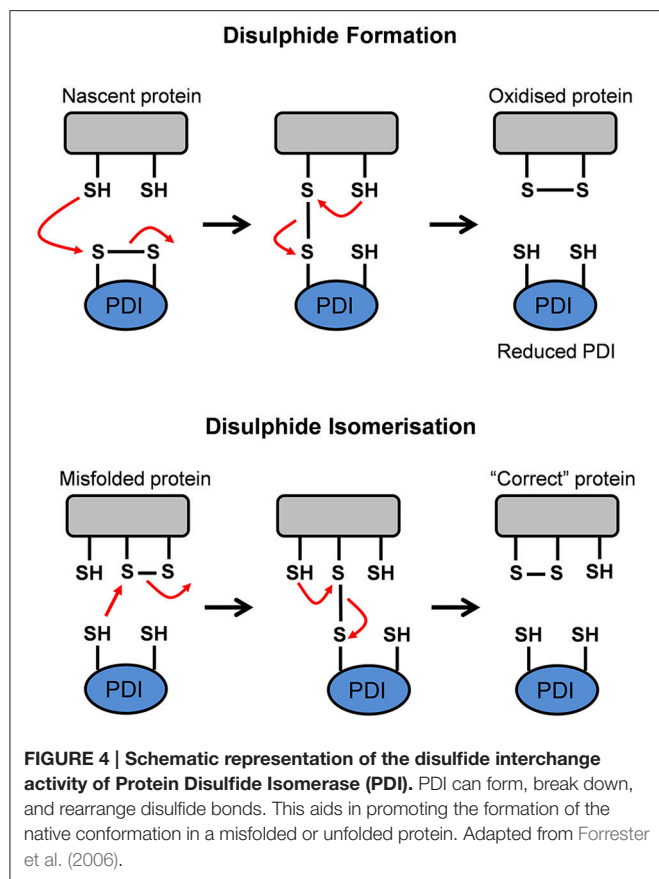 Disulphide Formation
Nascent protein
Oxidised protein
SH SH
S SH
S — S
S — S
S SH
SH SH
PDI
PDI
PDI
Reduced PDI
Disulphide Isomerisation
Misfolded protein
"Correct" protein
SH S — S
SH S SH
S — S SH
SH SH
S SH
SH SH
PDI
PDI
PDI
FIGURE 4 | Schematic representation of the disulfide interchange
activity of Protein Disulfide Isomerase (PDI). PDI can form, break down,
and rearrange disulfide bonds. This aids in promoting the formation of the
native conformation in a misfolded or unfolded protein. Adapted from Forrester
et al. (2006).